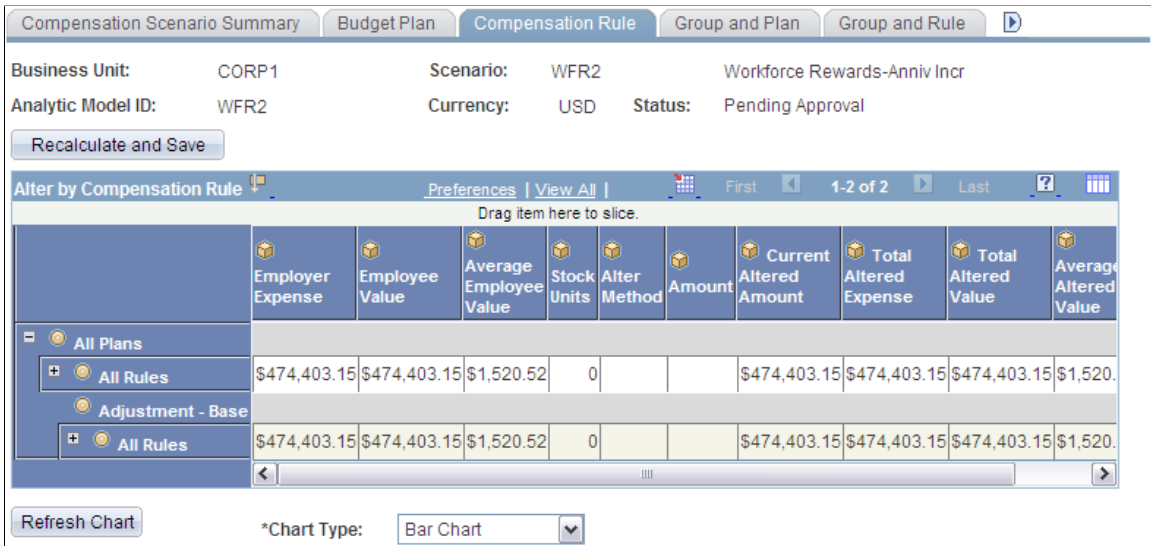 Compensation Scenario Summary Budget Plan Compensation Rule Group and Plan Group and Rule
Business Unit: CORP1 Scenario: WFR2 Workforce Rewards-Anniv Incr
Analytic Model ID: WFR2 Currency: USD Status: Pending Approval
Recalculate and Save
Alter by Compensation Rule Preferences | View All | First 1-2 of 2 Last ?
Drag item here to slice.
Employer Expense Employee Value Average Employee Value Stock Units Alter Method Amount Current Altered Amount Total Altered Expense Total Altered Value Average Altered Value
All Plans
All Rules $474,403.15 $474,403.15 $1,520.52 0 $474,403.15 $474,403.15 $474,403.15 $1,520.
Adjustment - Base
All Rules $474,403.15 $474,403.15 $1,520.52 0 $474,403.15 $474,403.15 $474,403.15 $1,520.
Refresh Chart *Chart Type: Bar Chart